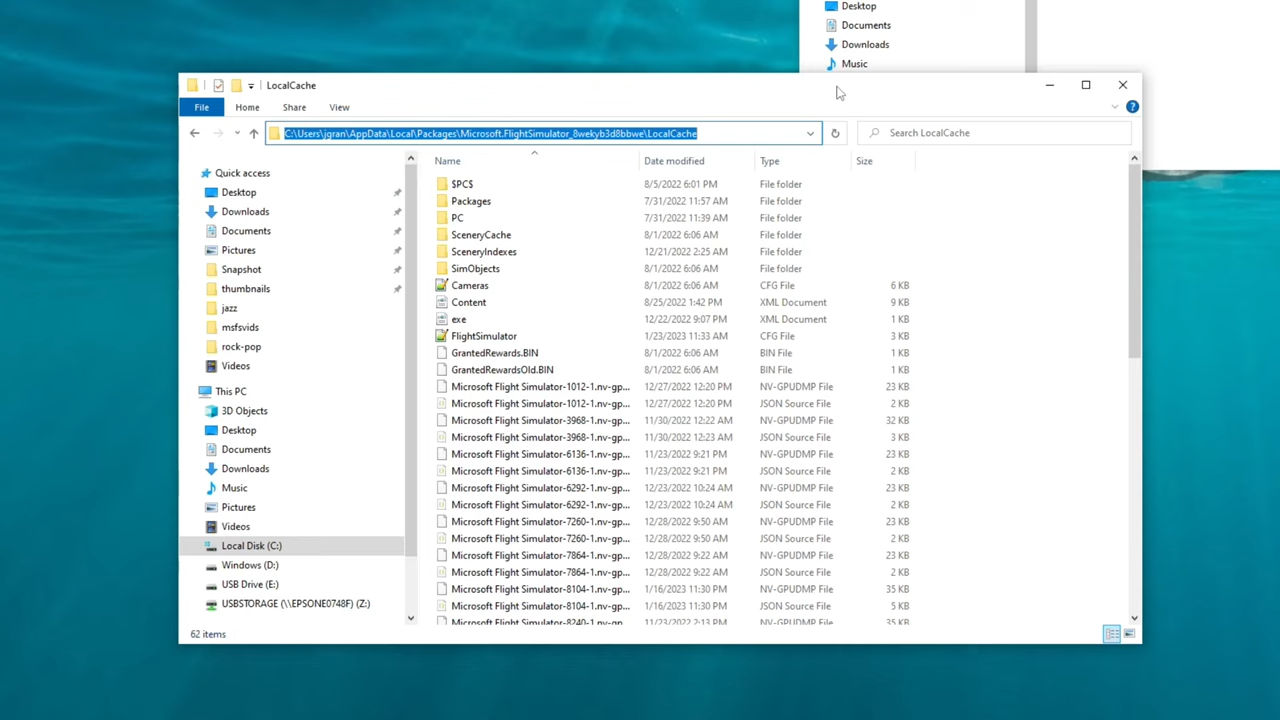 Desktop
Documents
Downloads
Music
LocalCache
File Home Share View
C:\Users\jgran\AppData\Local\Packages\Microsoft.FlightSimulator_8wekyb3d8bbwe\LocalCache
Search LocalCache
Quick access
Desktop
Downloads
Documents
Pictures
Snapshot
thumbnails
jazz
msfsvids
rock-pop
Videos
This PC
3D Objects
Desktop
Documents
Downloads
Music
Pictures
Videos
Local Disk (C:)
Windows (D:)
USB Drive (E:)
USBSTORAGE (\\EPSONE0748F) (Z:)
Name Date modified Type Size
$PC$ 8/5/2022 6:01 PM File folder
Packages 7/31/2022 11:57 AM File folder
PC 7/31/2022 11:39 AM File folder
SceneryCache 8/1/2022 6:06 AM File folder
SceneryIndexes 12/21/2022 2:25 AM File folder
SimObjects 8/1/2022 6:06 AM File folder
Cameras 8/1/2022 6:06 AM CFG File 6 KB
Content 8/25/2022 1:42 PM XML Document 9 KB
exe 12/22/2022 9:07 PM XML Document 1 KB
FlightSimulator 1/23/2023 11:33 AM CFG File 3 KB
GrantedRewards.BIN 8/1/2022 6:06 AM BIN File 1 KB
GrantedRewardsOld.BIN 8/1/2022 6:06 AM BIN File 1 KB
Microsoft Flight Simulator-1012-1.nv-gp... 12/27/2022 12:20 PM NV-GPUDMP File 23 KB
Microsoft Flight Simulator-1012-1.nv-gp... 12/27/2022 12:20 PM JSON Source File 2 KB
Microsoft Flight Simulator-3968-1.nv-gp... 11/30/2022 12:22 AM NV-GPUDMP File 32 KB
Microsoft Flight Simulator-3968-1.nv-gp... 11/30/2022 12:23 AM JSON Source File 4 KB
Microsoft Flight Simulator-6136-1.nv-gp... 11/23/2022 9:21 PM NV-GPUDMP File 23 KB
Microsoft Flight Simulator-6136-1.nv-gp... 11/23/2022 9:21 PM JSON Source File 2 KB
Microsoft Flight Simulator-6292-1.nv-gp... 12/23/2022 10:24 AM NV-GPUDMP File 23 KB
Microsoft Flight Simulator-6292-1.nv-gp... 12/23/2022 10:24 AM JSON Source File 2 KB
Microsoft Flight Simulator-7260-1.nv-gp... 12/28/2022 9:50 AM NV-GPUDMP File 23 KB
Microsoft Flight Simulator-7260-1.nv-gp... 12/28/2022 9:50 AM JSON Source File 2 KB
Microsoft Flight Simulator-7864-1.nv-gp... 12/28/2022 9:22 AM NV-GPUDMP File 23 KB
Microsoft Flight Simulator-7864-1.nv-gp... 12/28/2022 9:22 AM JSON Source File 2 KB
Microsoft Flight Simulator-8104-1.nv-gp... 1/16/2023 11:30 PM NV-GPUDMP File 35 KB
Microsoft Flight Simulator-8104-1.nv-gp... 1/16/2023 11:30 PM JSON Source File 5 KB
Microsoft Flight Simulator-8240-1.nv-gp... 11/23/2022 2:13 PM NV-GPUDMP File 35 KB
62 items